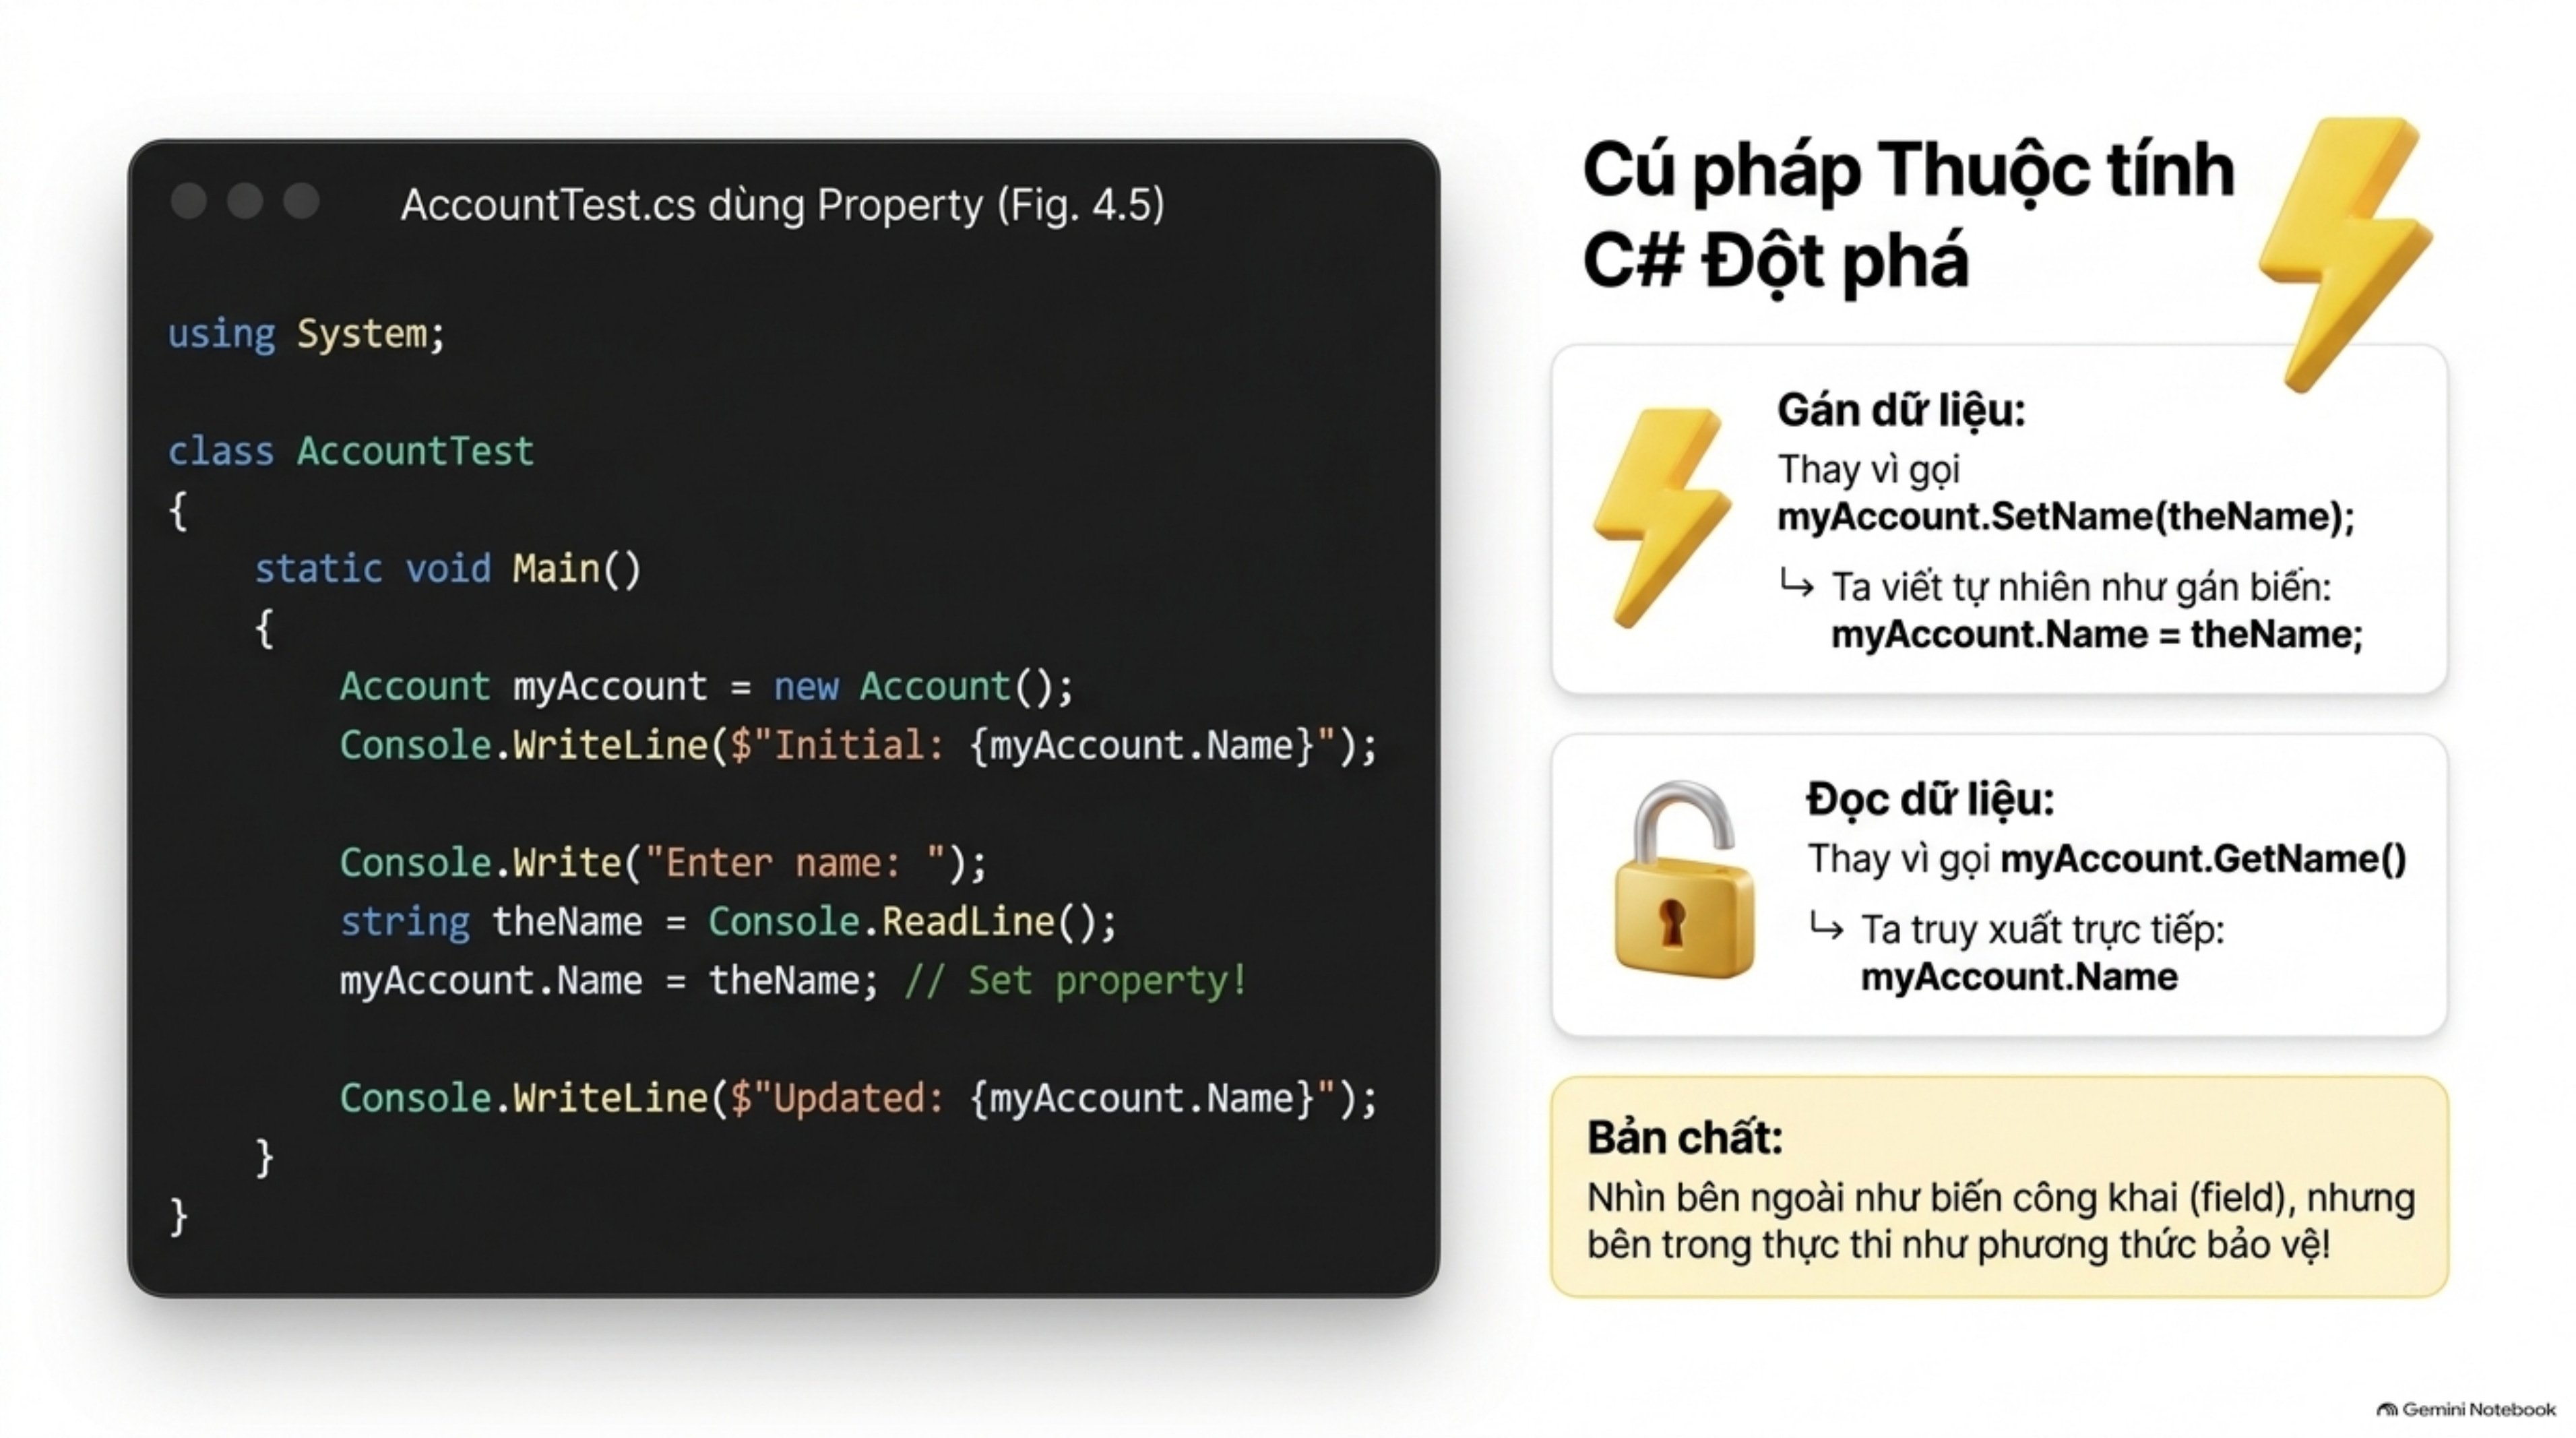 AccountTest.cs dùng Property (Fig. 4.5)
using System;
class AccountTest
{
static void Main()
{
Account myAccount = new Account();
Console.WriteLine($"Initial: {myAccount.Name}");
Console.Write("Enter name: ");
string theName = Console.ReadLine();
myAccount.Name = theName; // Set property!
Console.WriteLine($"Updated: {myAccount.Name}");
}
}
Cú pháp Thuộc tính
C# Đột phá
Gán dữ liệu:
Thay vì gọi
myAccount.SetName(theName);
↳ Ta viết tự nhiên như gán biến:
myAccount.Name = theName;
Đọc dữ liệu:
Thay vì gọi myAccount.GetName()
↳ Ta truy xuất trực tiếp:
myAccount.Name
Bản chất:
Nhìn bên ngoài như biến công khai (field), nhưng
bên trong thực thi như phương thức bảo vệ!
Gemini Notebook